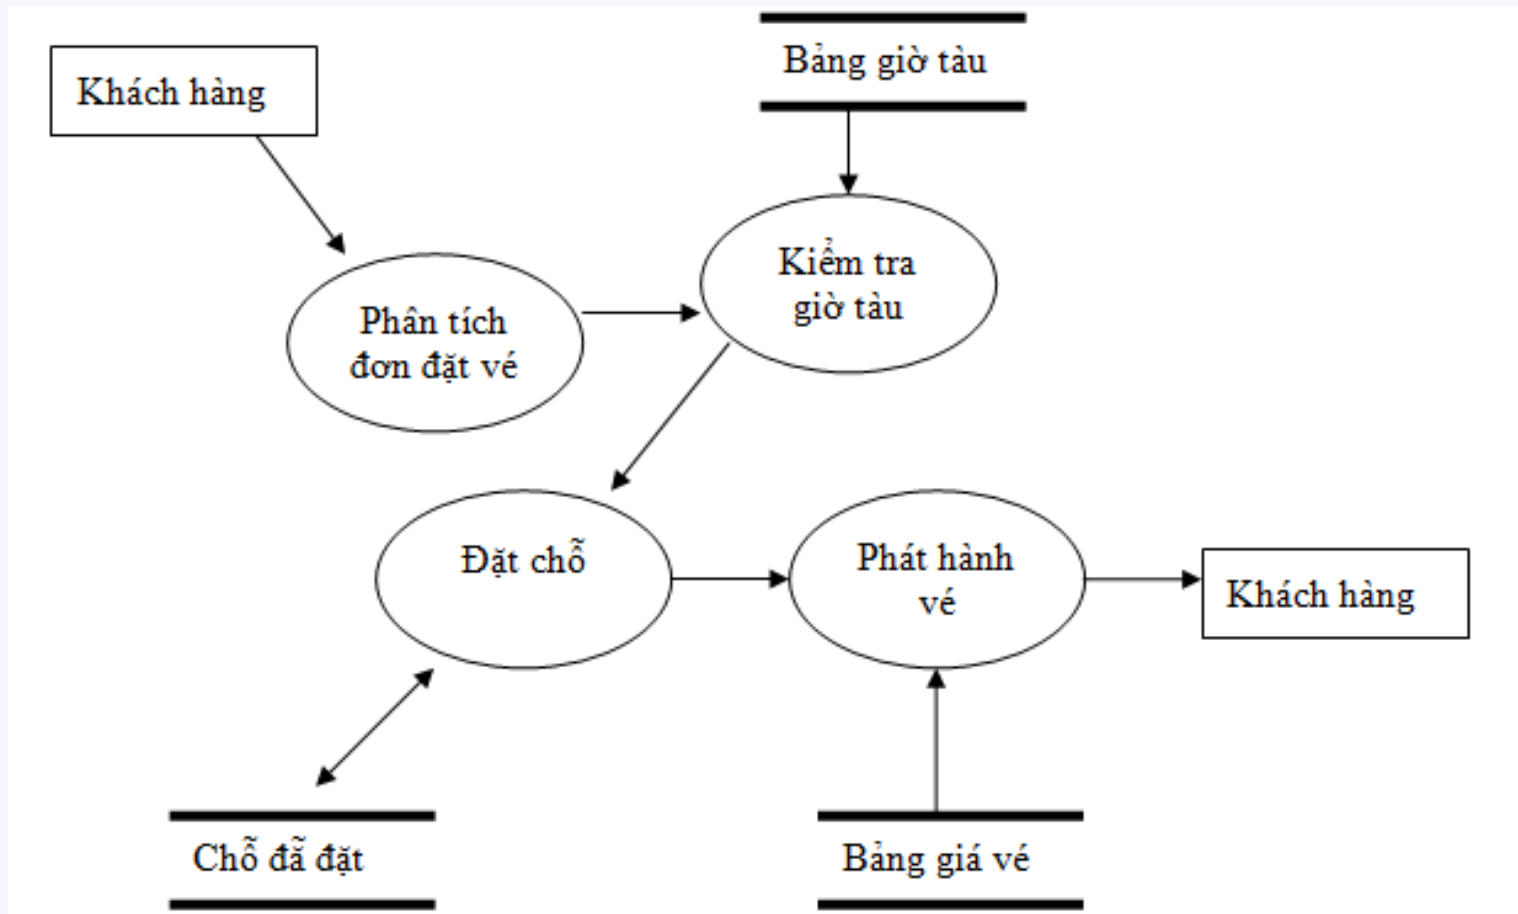 Bảng giờ tàu
Khách hàng
Kiểm tra
giờ tàu
Phân tích
đơn đặt vé
Đặt chỗ
Phát hành
vé
Khách hàng
Chỗ đã đặt
Bảng giá vé